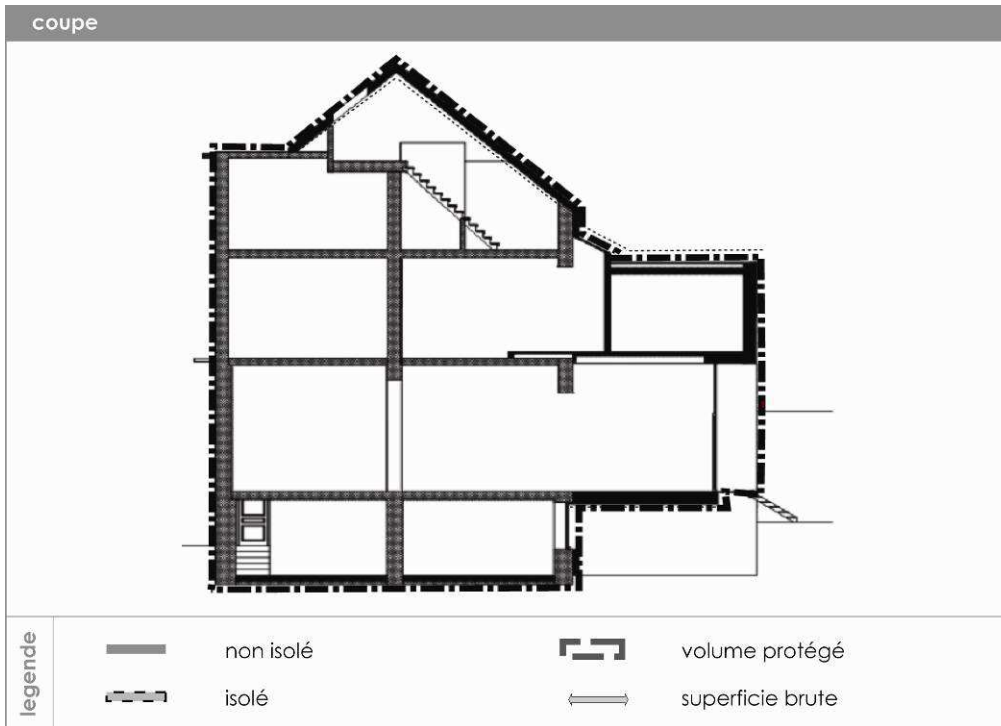 coupe
legende
non isolé
volume protégé
isolé
superficie brute